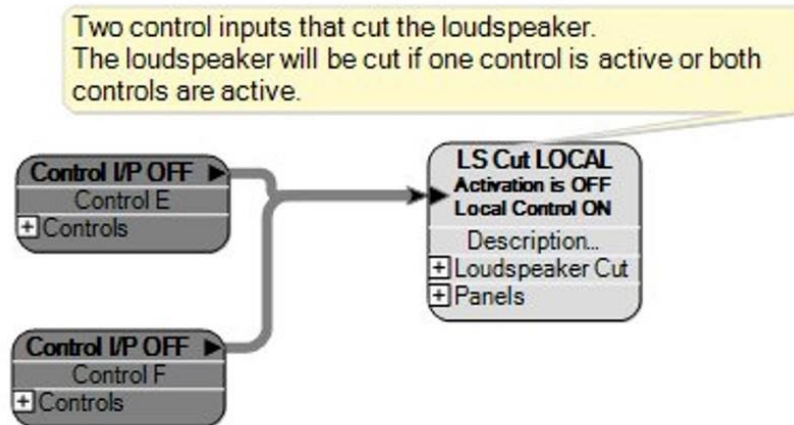 Two control inputs that cut the loudspeaker.
The loudspeaker will be cut if one control is active or both
controls are active.
Control I/P OFF
Control E
Controls
LS Cut LOCAL
Activation is OFF
Local Control ON
Description...
Loudspeaker Cut
Panels
Control I/P OFF
Control F
Controls